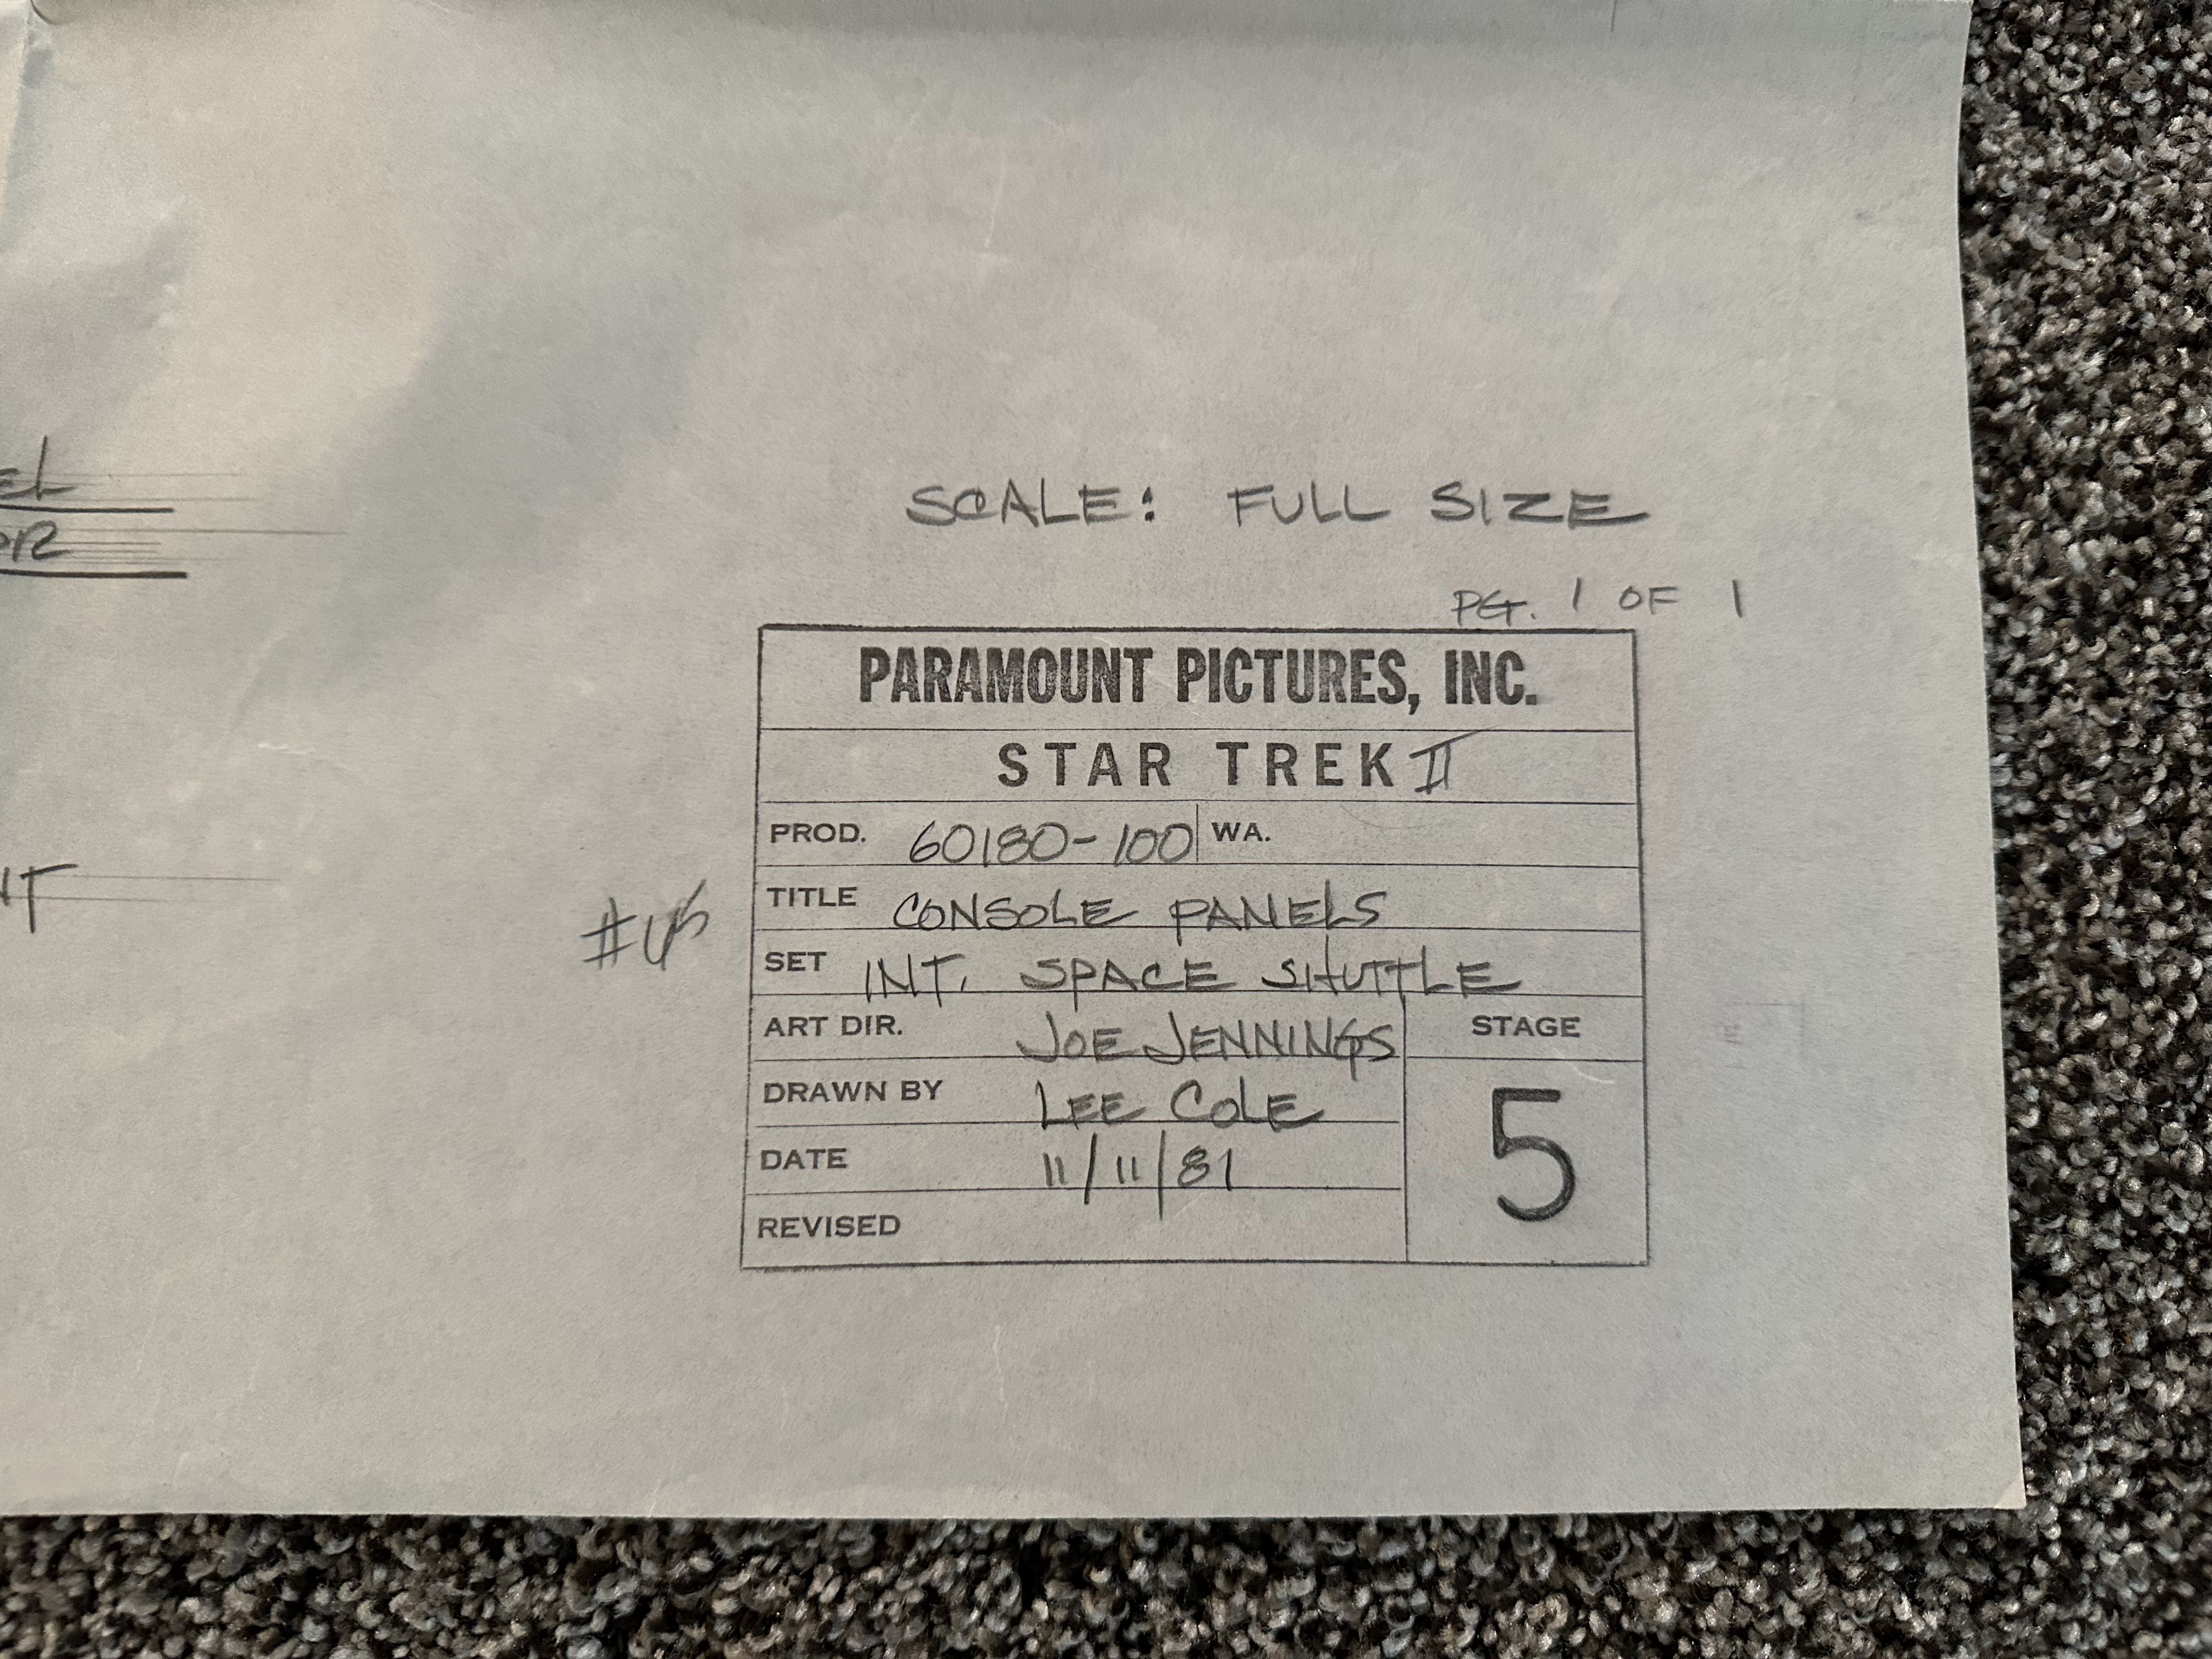 SCALE: FULL SIZE
PG. 1 OF 1
PARAMOUNT PICTURES, INC.
STAR TREK II
PROD. 60180-100 WA.
TITLE CONSOLE PANELS
SET INT. SPACE SHUTTLE
ART DIR. JOE JENNINGS STAGE
DRAWN BY LEE COLE 5
DATE 11/11/81
REVISED